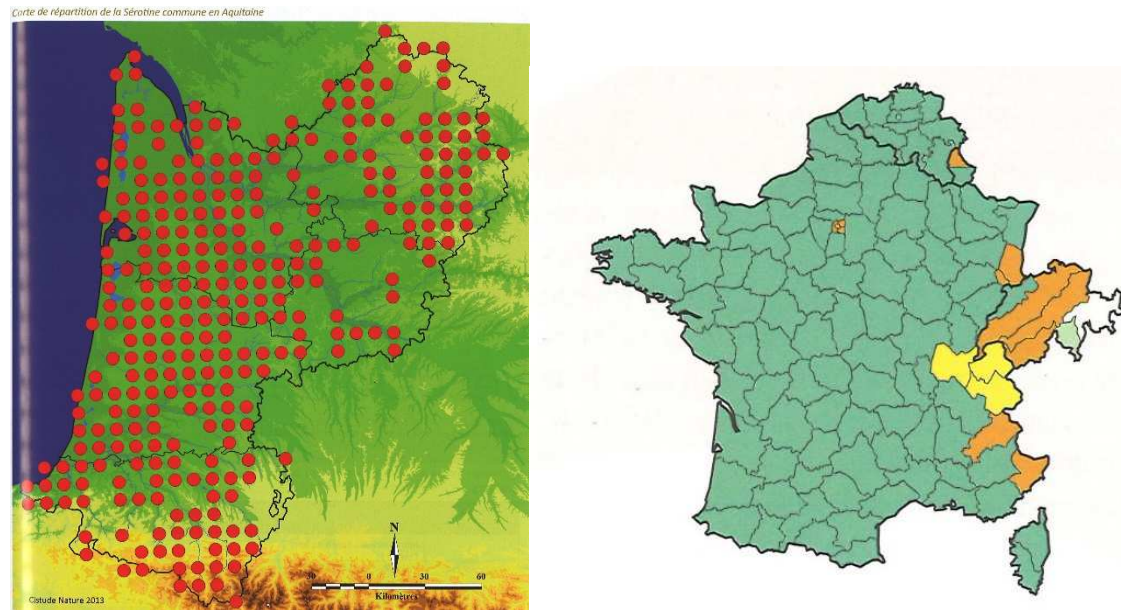 Carte de répartition de la Sérotine commune en Aquitaine
N
30 0 30 60
Kilomètres
Cistude Nature 2013